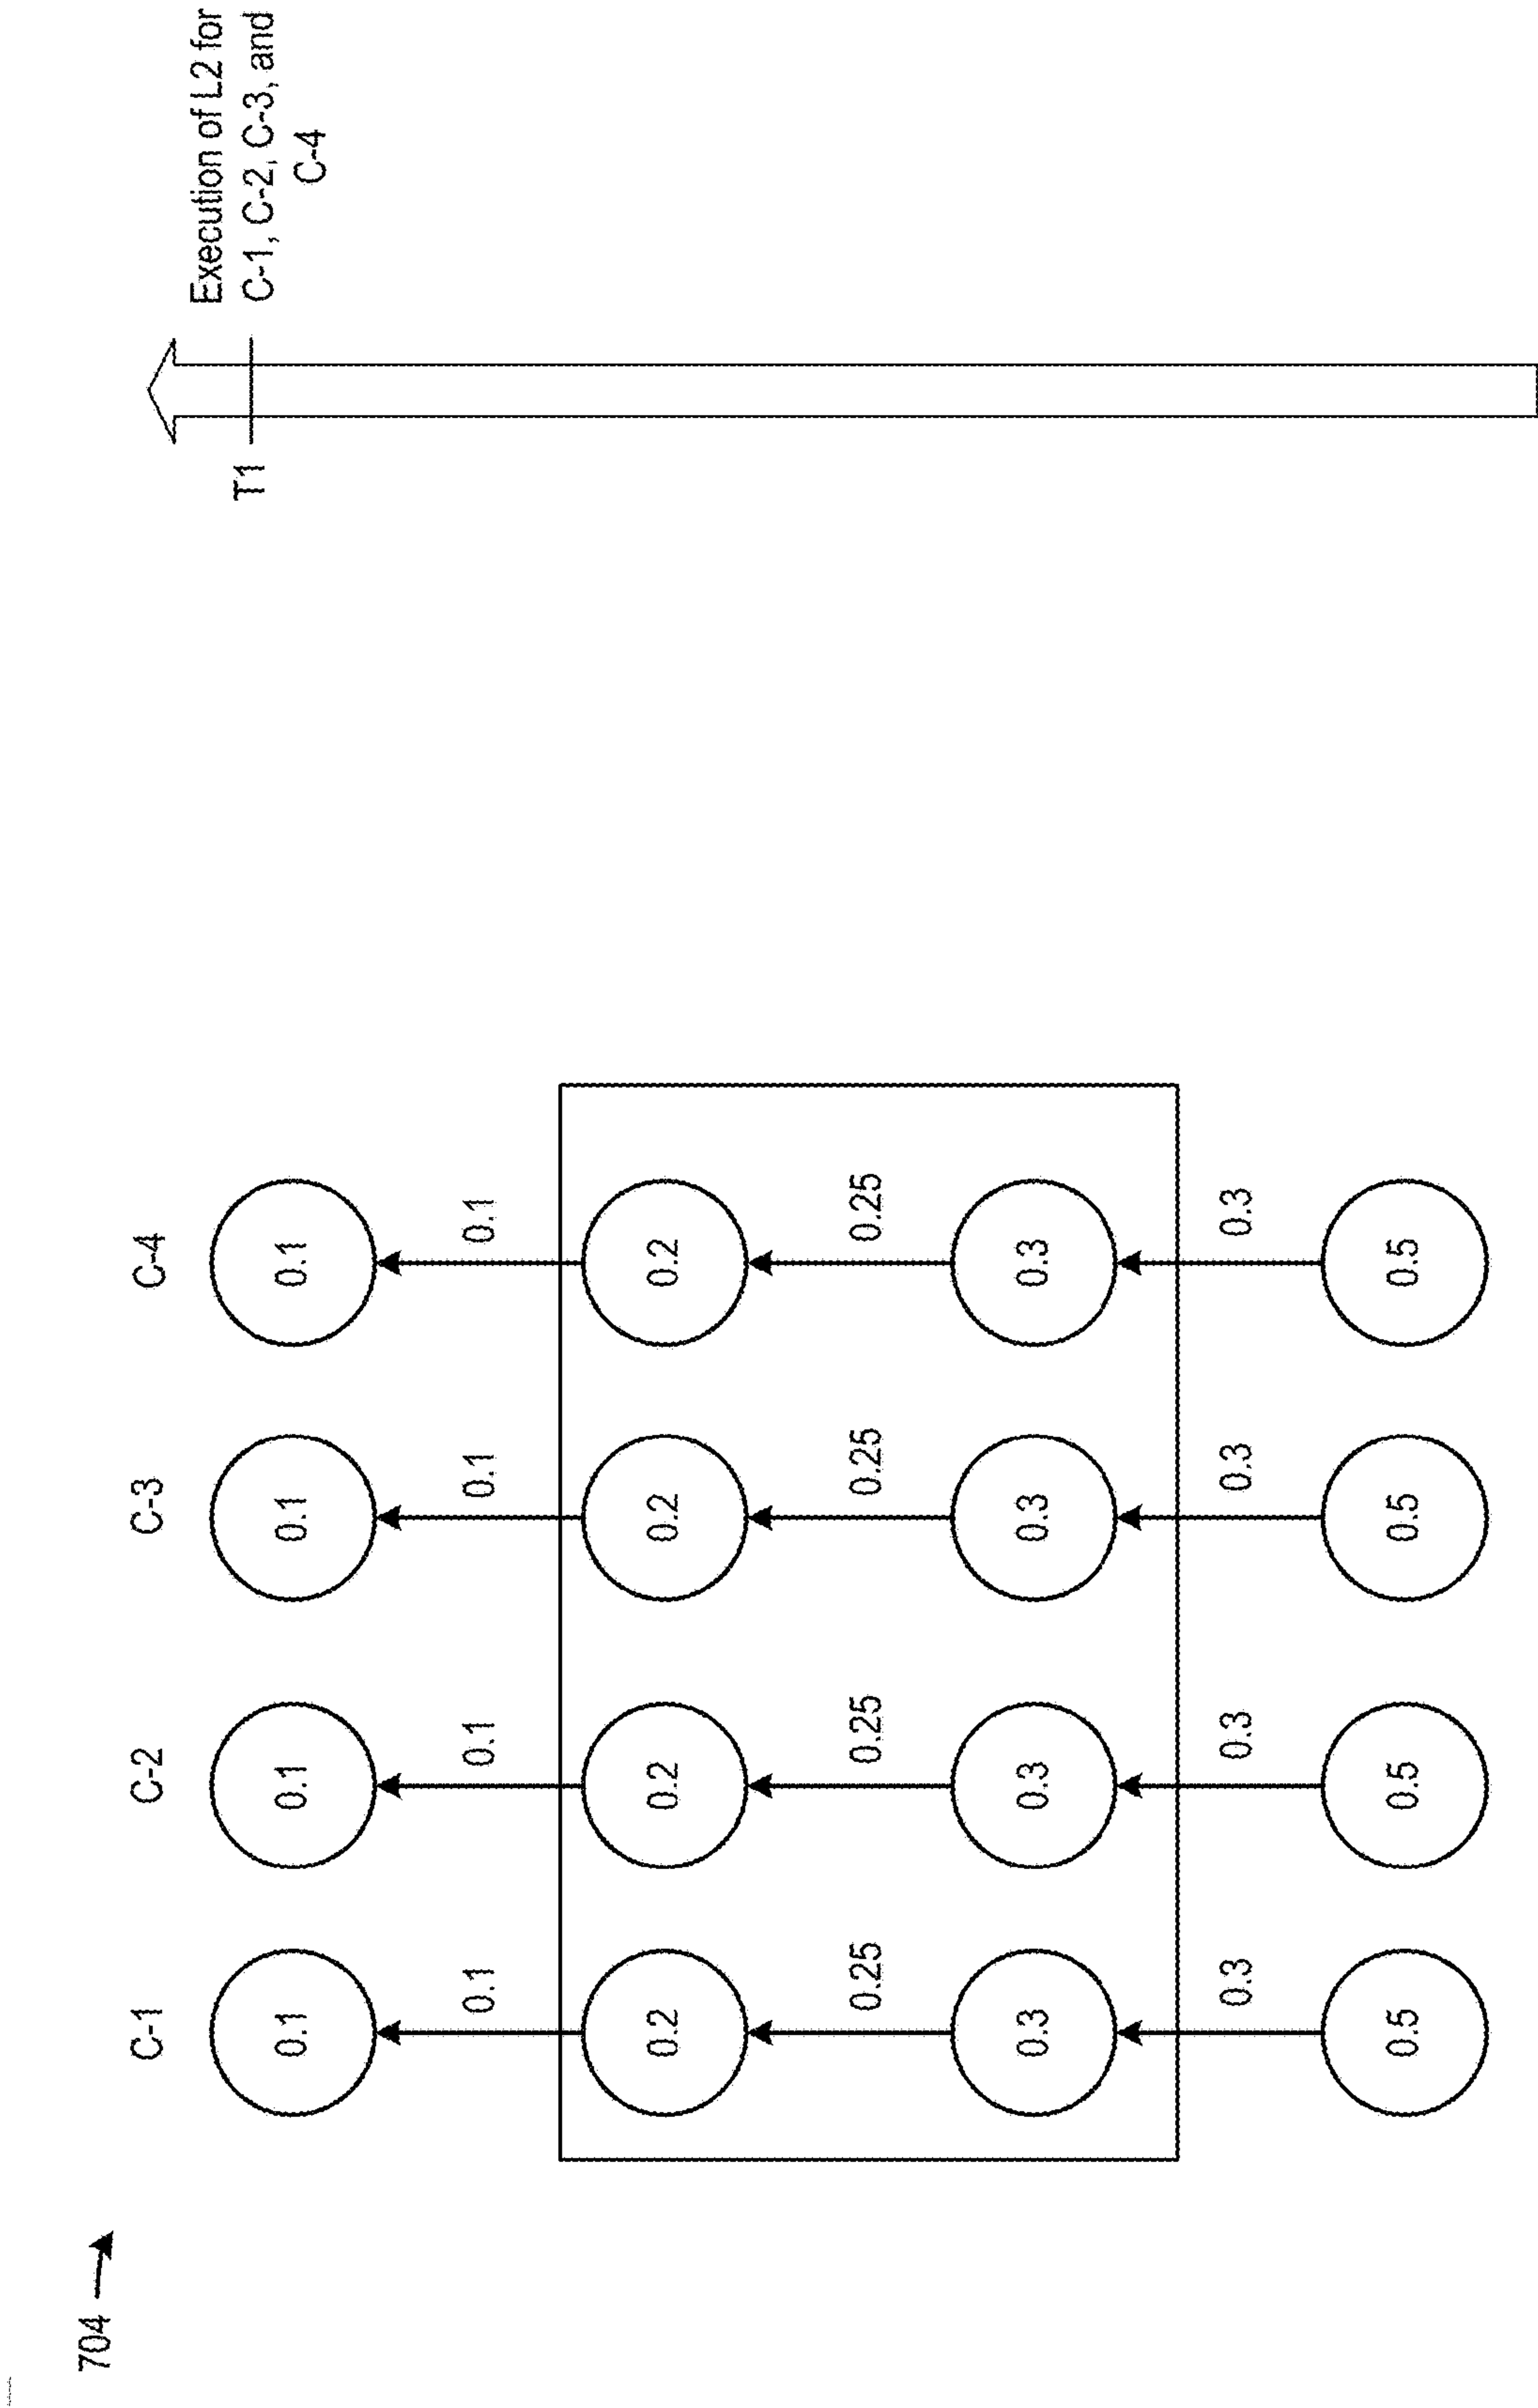 704
C-1 C-2 C-3 C-4
0.1 0.1 0.1 0.1
0.1 0.1 0.1 0.1
0.2 0.2 0.2 0.2
0.25 0.25 0.25 0.25
0.3 0.3 0.3 0.3
0.3 0.3 0.3 0.3
0.5 0.5 0.5 0.5
T1
Execution of L2 for
C-1, C-2, C-3, and
C-4